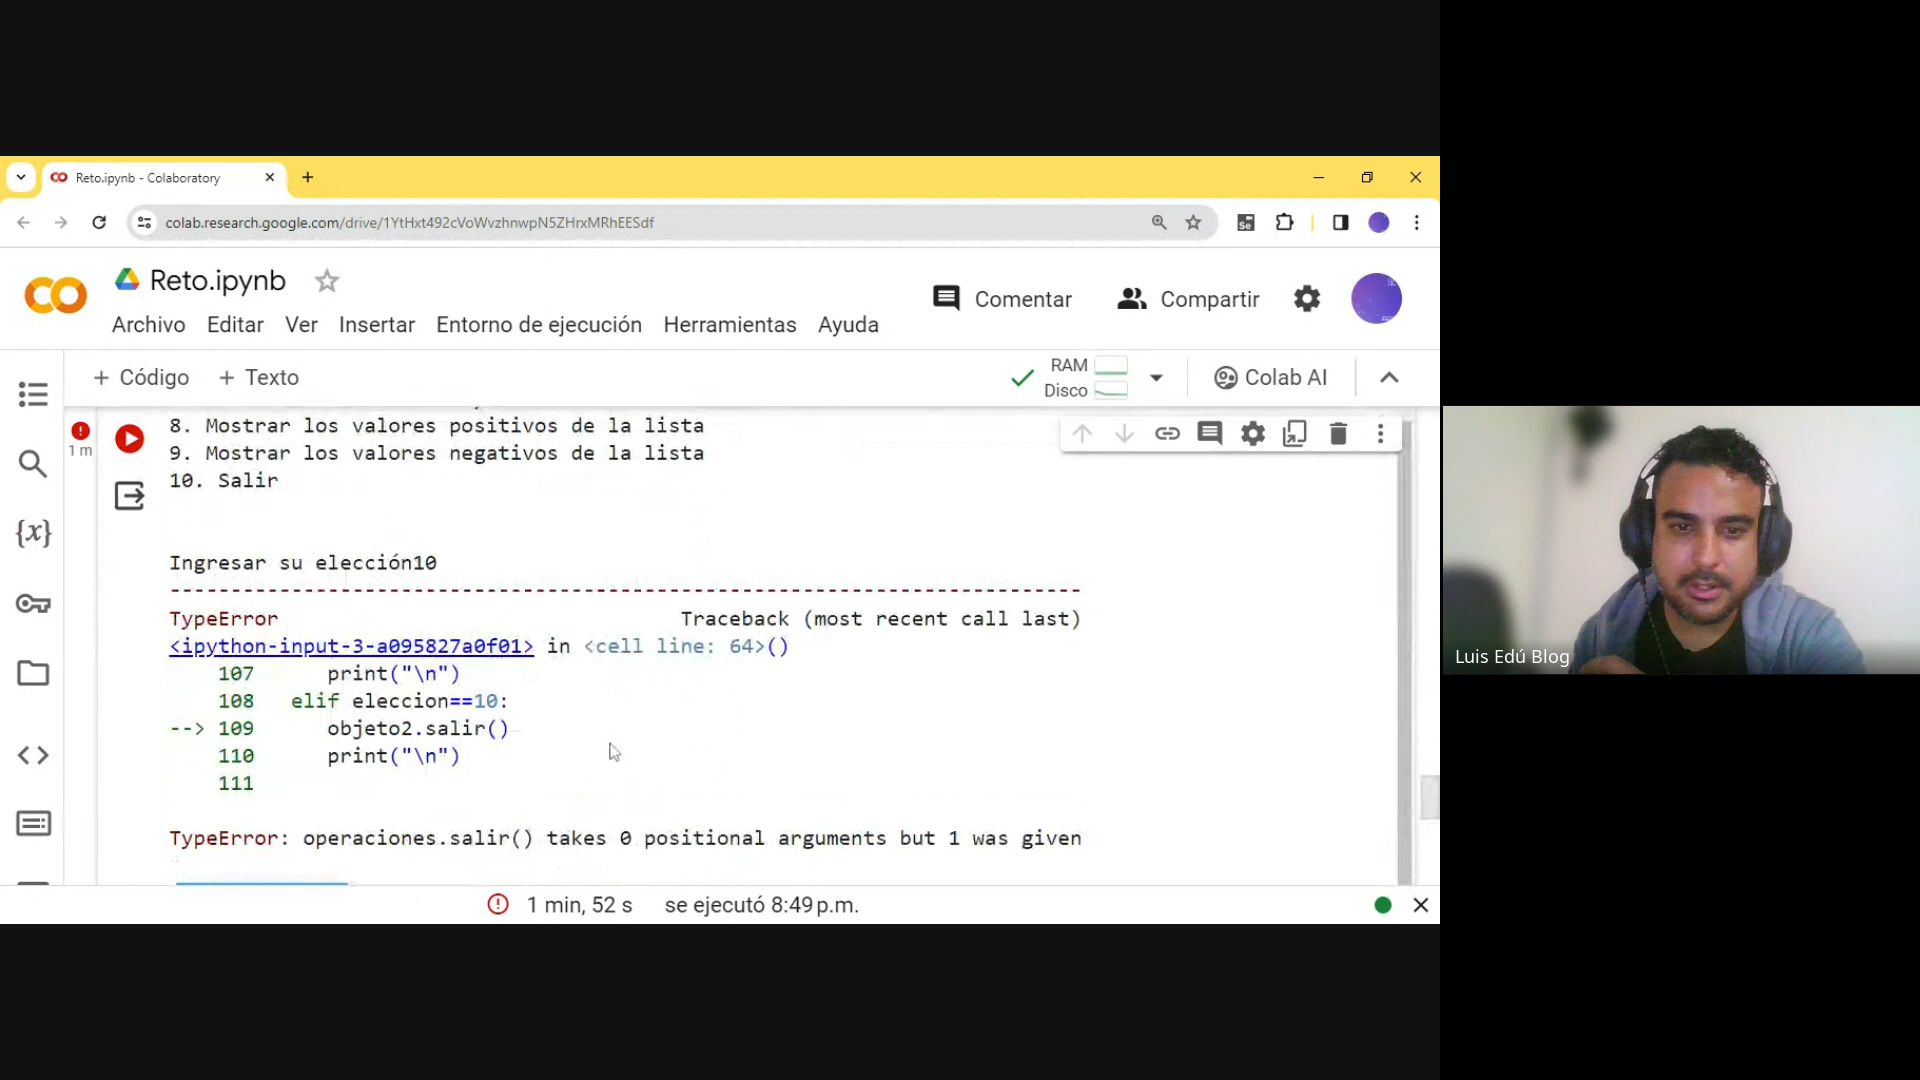 Reto.ipynb - Colaboratory
colab.research.google.com/drive/1YtHxt492cVoWvzhnwpN5ZHrxMRhEESdf
Reto.ipynb
Comentar
Compartir
Archivo Editar Ver Insertar Entorno de ejecución Herramientas Ayuda
+ Código + Texto
RAM
Disco
Colab AI
1 m
8. Mostrar los valores positivos de la lista
9. Mostrar los valores negativos de la lista
10. Salir
Ingresar su elección10
---------------------------------------------------------------------------
TypeError Traceback (most recent call last)
<ipython-input-3-a095827a0f01> in <cell line: 64>()
107 print("\n")
108 elif eleccion==10:
--> 109 objeto2.salir()
110 print("\n")
111
TypeError: operaciones.salir() takes 0 positional arguments but 1 was given
1 min, 52 s se ejecutó 8:49 p.m.
Luis Edú Blog